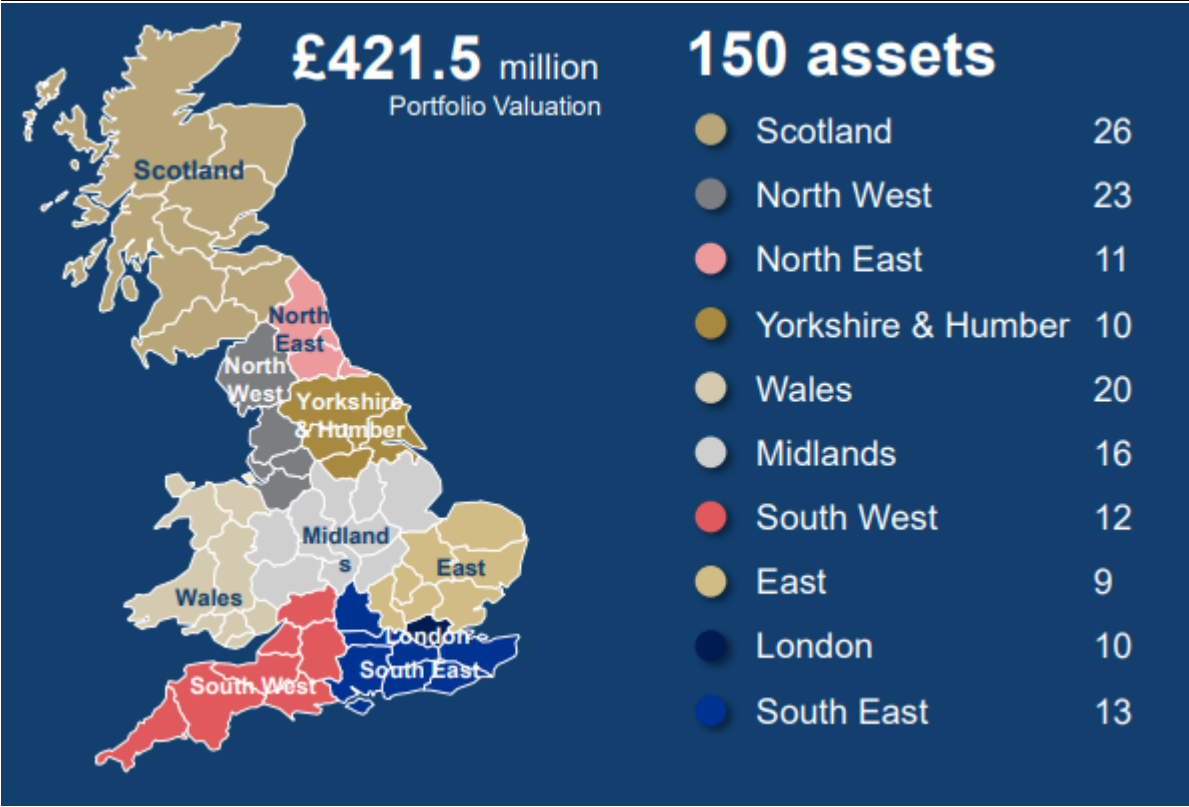 £421.5 million
Portfolio Valuation
150 assets
Scotland 26
North West 23
North East 11
Yorkshire & Humber 10
Wales 20
Midlands 16
South West 12
East 9
London 10
South East 13
Scotland
North
East
North
West
Yorkshire
& Humber
Midland
s
East
Wales
London
South East
South West